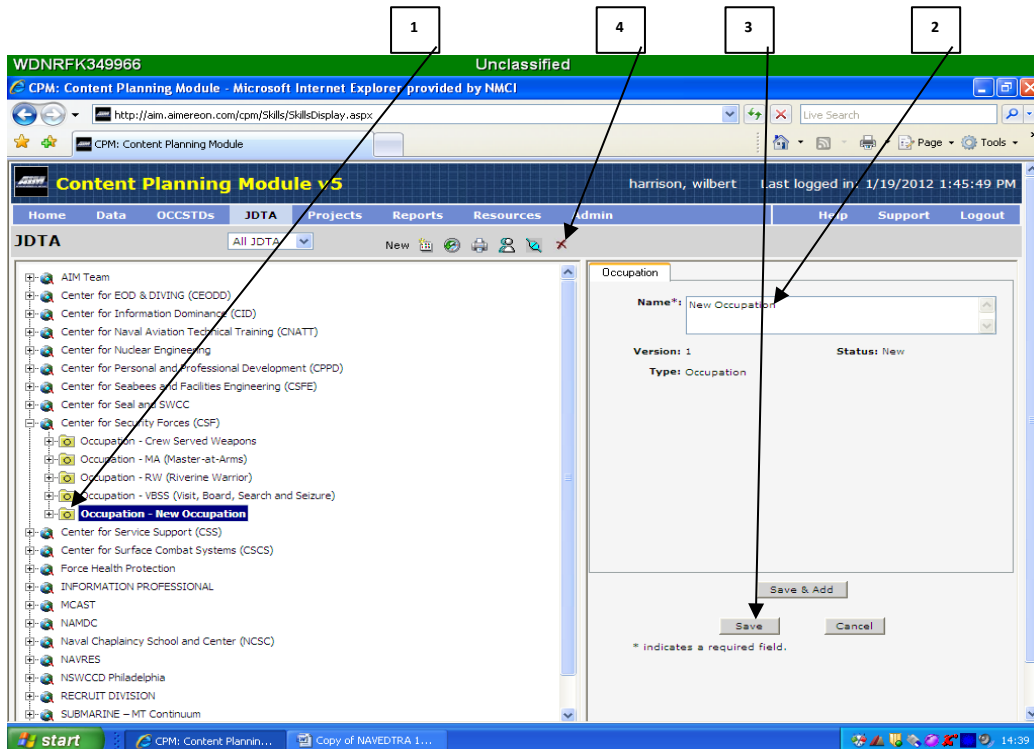 1 4 3 2
WDNRFK349966 Unclassified
CPM: Content Planning Module - Microsoft Internet Explorer provided by NMCI
http://aim.aimereon.com/cpm/Skills/SkillsDisplay.aspx Live Search
CPM: Content Planning Module Page Tools
Content Planning Module v5 harrison, wilbert Last logged in: 1/19/2012 1:45:49 PM
Home Data OCCSTDs JDTA Projects Reports Resources Admin Help Support Logout
JDTA All JDTA New
AIM Team
Center for EOD & DIVING (CEODD)
Center for Information Dominance (CID)
Center for Naval Aviation Technical Training (CNATT)
Center for Nuclear Engineering
Center for Personal and Professional Development (CPPD)
Center for Seabees and Facilities Engineering (CSFE)
Center for Seal and SWCC
Center for Security Forces (CSF)
Occupation - Crew Served Weapons
Occupation - MA (Master-at-Arms)
Occupation - RW (Riverine Warrior)
Occupation - VBSS (Visit, Board, Search and Seizure)
Occupation - New Occupation
Center for Service Support (CSS)
Center for Surface Combat Systems (CSCS)
Force Health Protection
INFORMATION PROFESSIONAL
MCAST
NAMDC
Naval Chaplaincy School and Center (NCSC)
NAVRES
NSWCCD Philadelphia
RECRUIT DIVISION
SUBMARINE – MT Continuum
Occupation
Name*: New Occupation
Version: 1 Status: New
Type: Occupation
Save & Add
Save Cancel
* indicates a required field.
start CPM: Content Plannin... Copy of NAVEDTRA 1... 14:39